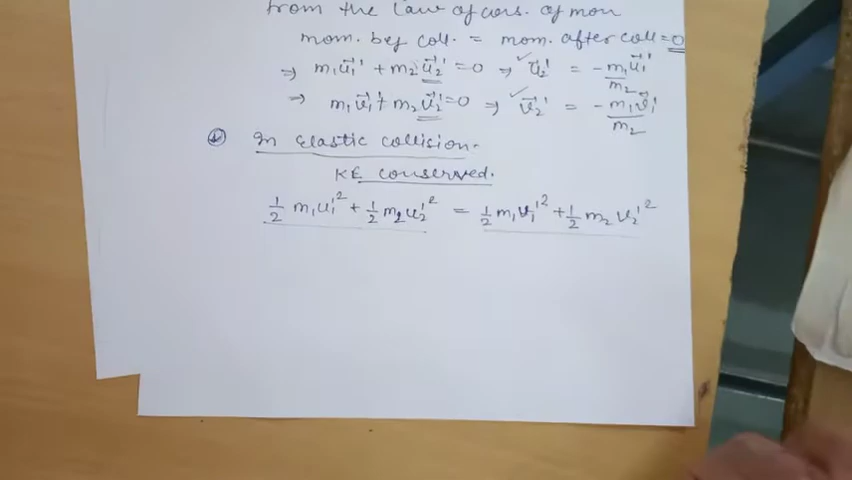 from the law of cons. of mom
mom. bef coll. = mom. after coll = 0
⇒ m₁u⃗₁' + m₂u⃗₂' = 0 ⇒ u⃗₂' = -m₁u⃗₁'/m₂
⇒ m₁v⃗₁' + m₂v⃗₂' = 0 ⇒ v⃗₂' = -m₁v⃗₁'/m₂
In Elastic collision.
KE conserved.
½ m₁u₁'² + ½ m₂u₂'² = ½ m₁v₁'² + ½ m₂v₂'²